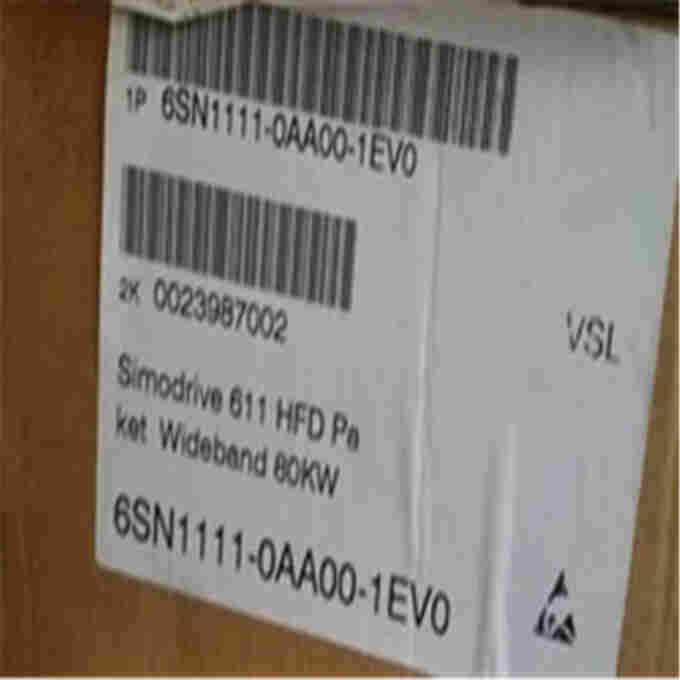 1P 6SN1111-0AA00-1EV0
2K 0023987002
VSL
Simodrive 611 HFD Pa
ket Wideband 80KW
6SN1111-0AA00-1EV0